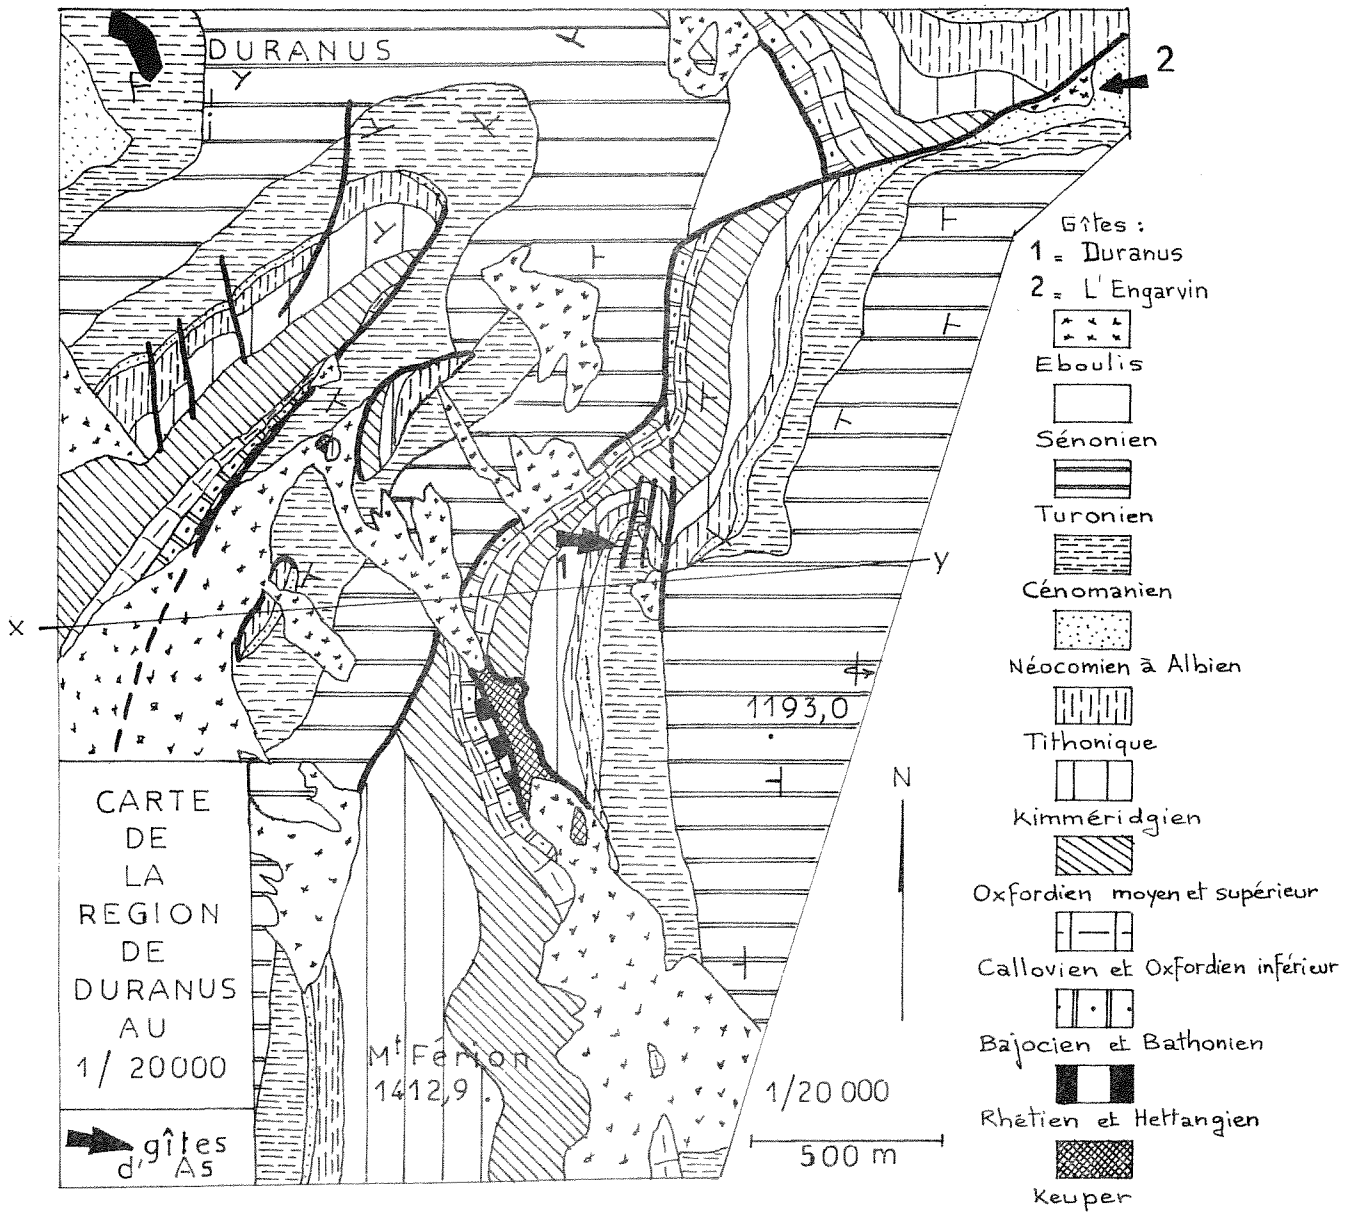 DURANUS
2
Gîtes :
1 = Duranus
2 = L'Engarvin
Eboulis
Sénonien
Turonien
Cénomanien
Néocomien à Albien
Tithonique
Kimméridgien
Oxfordien moyen et supérieur
Callovien et Oxfordien inférieur
Bajocien et Bathonien
Rhétien et Hettangien
Keuper
1
X
y
1193,0
N
CARTE
DE
LA
REGION
DE
DURANUS
AU
1/20000
Mt Férion
1412,9
gîtes
d'As
1/20 000
500 m